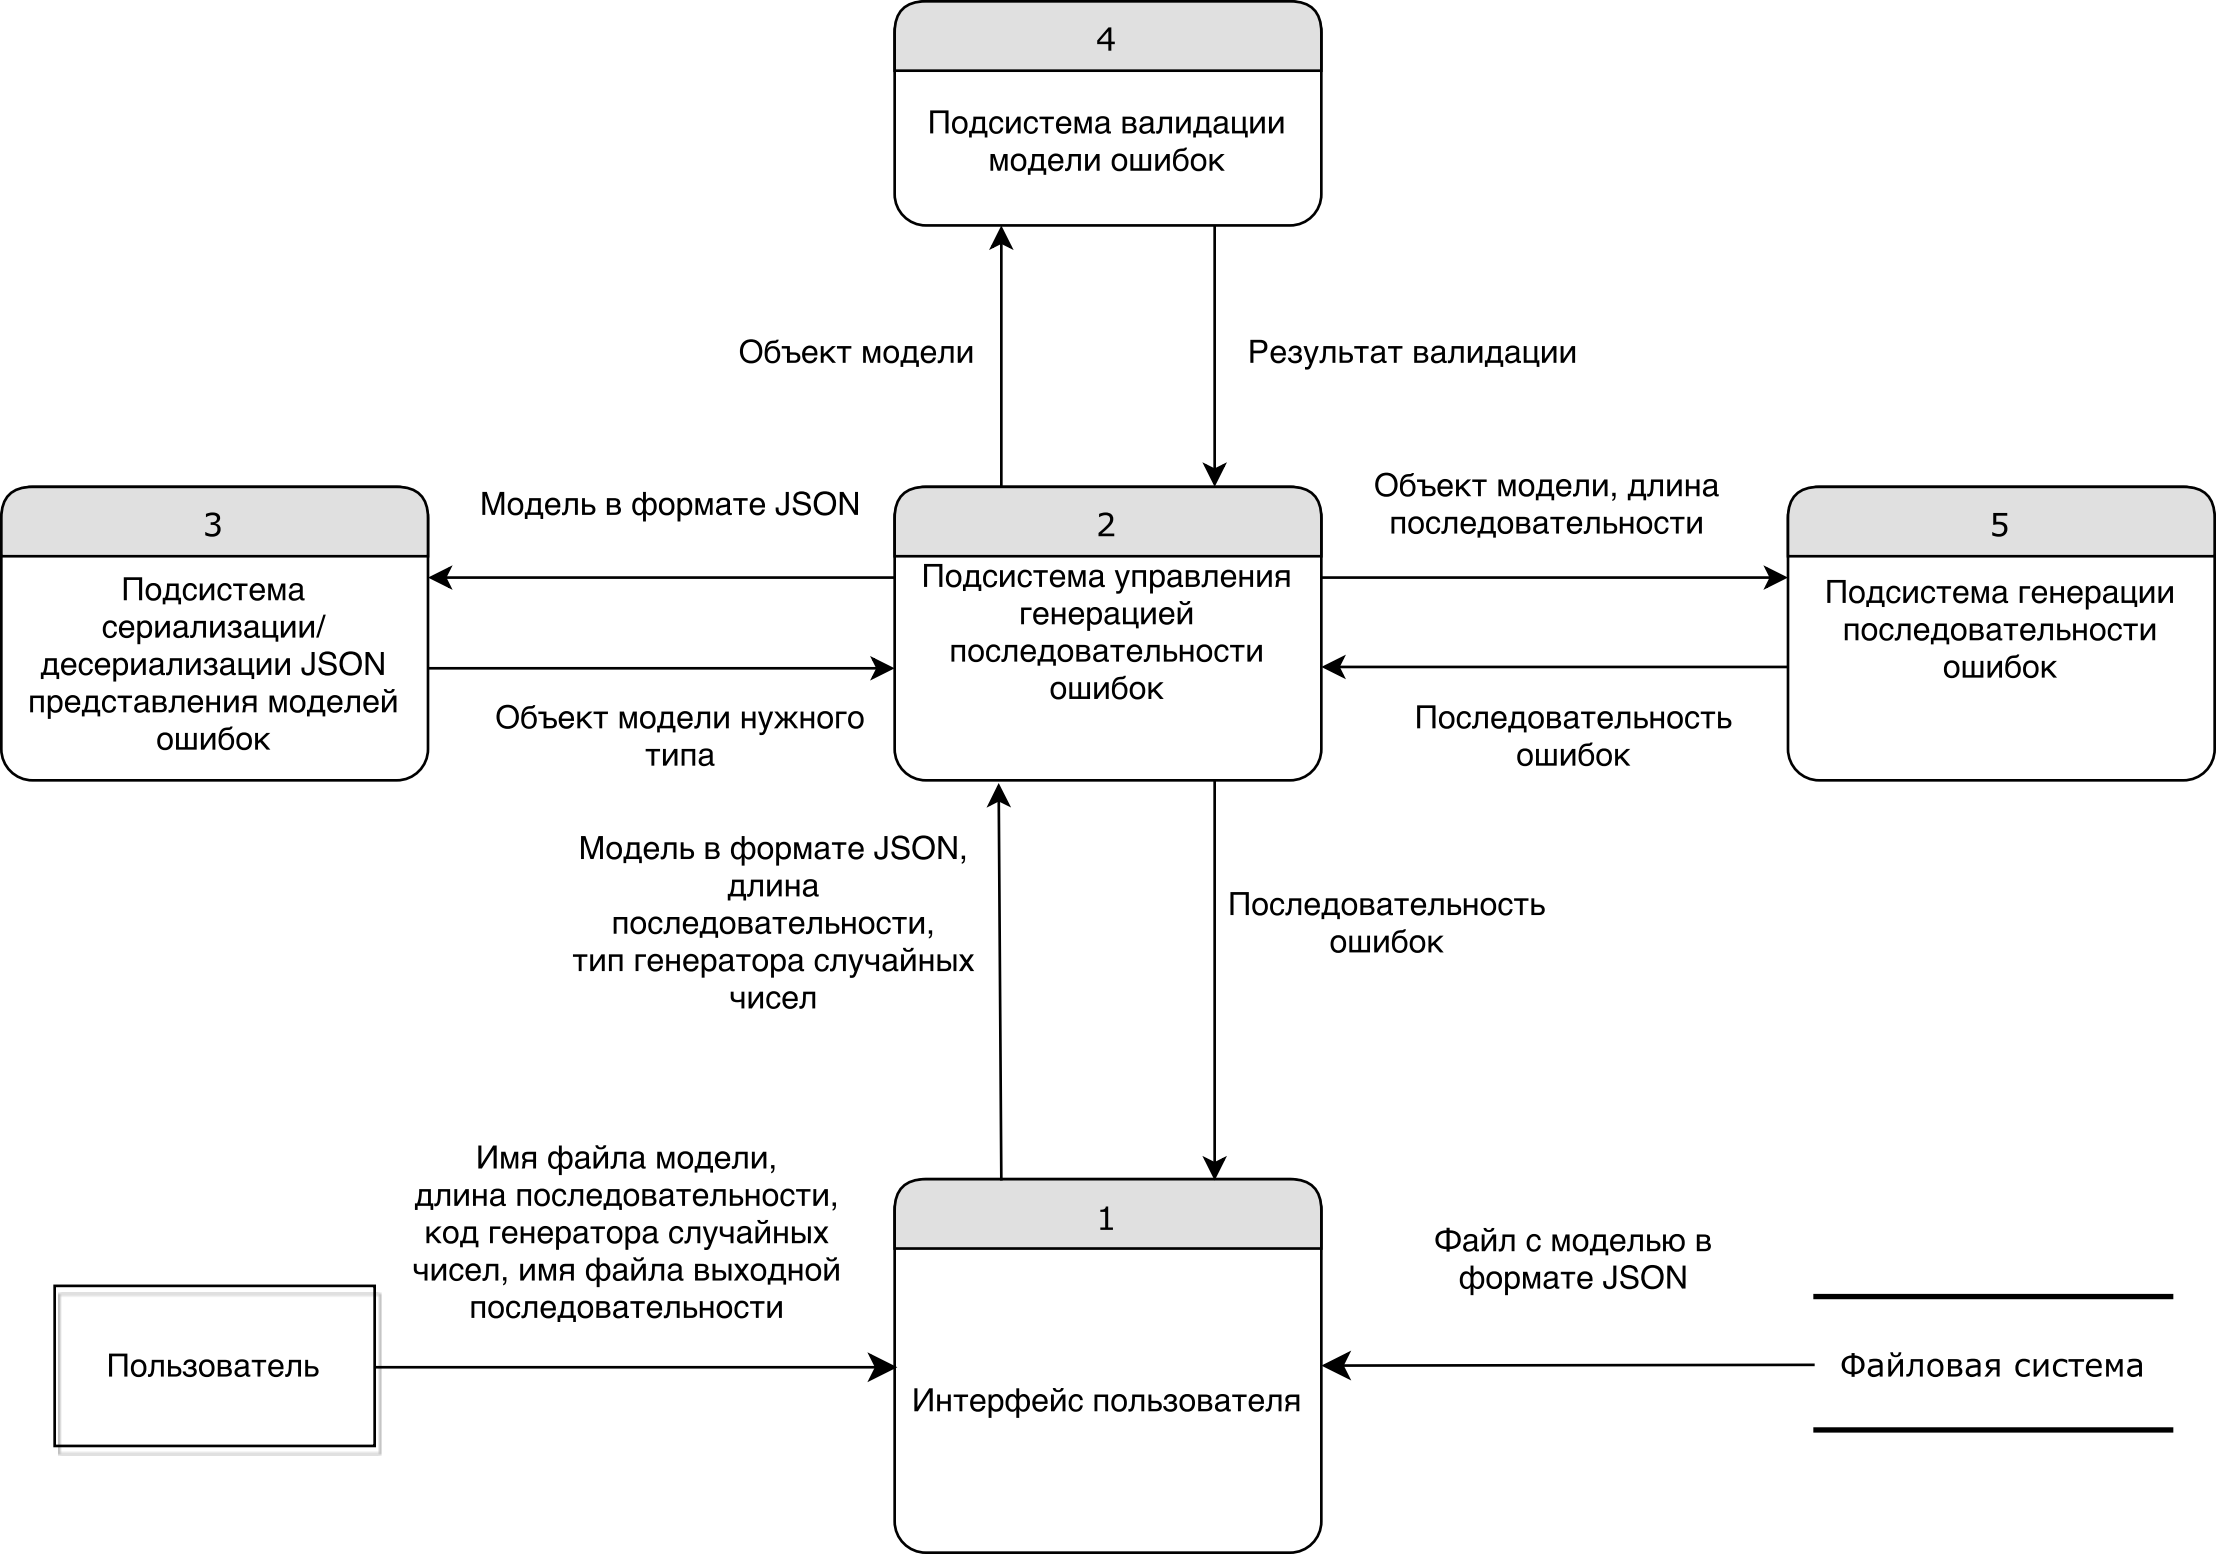 4
Подсистема валидации
модели ошибок
Объект модели
Результат валидации
3
Подсистема
сериализации/
десериализации JSON
представления моделей
ошибок
Модель в формате JSON
Объект модели нужного
типа
2
Подсистема управления
генерацией
последовательности
ошибок
Объект модели, длина
последовательности
Последовательность
ошибок
5
Подсистема генерации
последовательности
ошибок
Модель в формате JSON,
длина
последовательности,
тип генератора случайных
чисел
Последовательность
ошибок
Имя файла модели,
длина последовательности,
код генератора случайных
чисел, имя файла выходной
последовательности
Пользователь
1
Интерфейс пользователя
Файл с моделью в
формате JSON
Файловая система